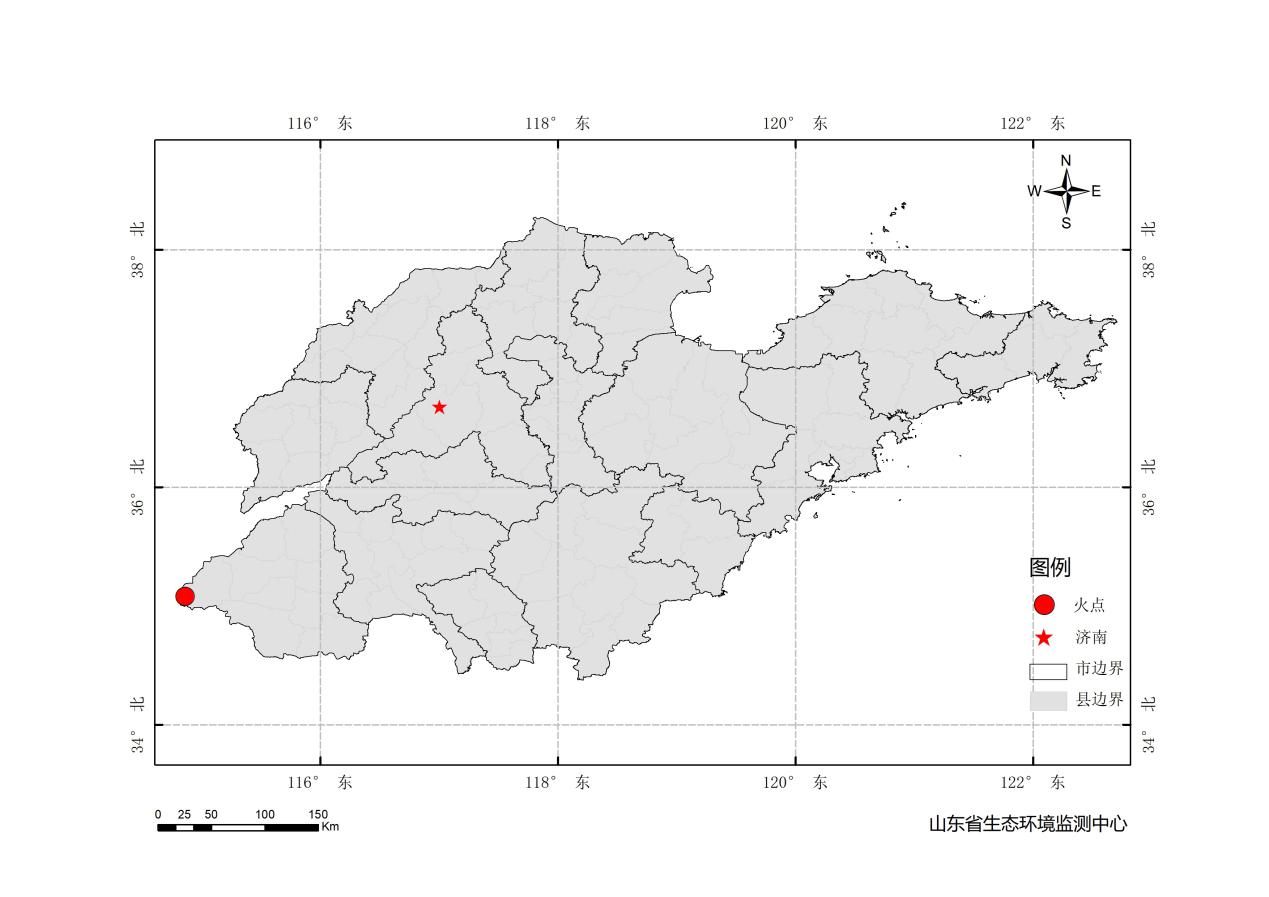 116° 东 118° 东 120° 东 122° 东
N
W E
S
38° 北 38° 北
36° 北 36° 北
图例
火点
济南
市边界
县边界
34° 北 34° 北
116° 东 118° 东 120° 东 122° 东
0 25 50 100 150
Km
山东省生态环境监测中心